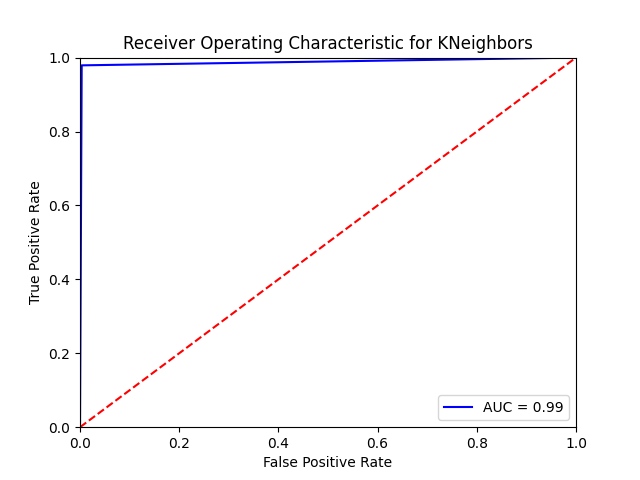 Receiver Operating Characteristic for KNeighbors
1.0
0.8
0.6
0.4
0.2
0.0
True Positive Rate
AUC = 0.99
0.0 0.2 0.4 0.6 0.8 1.0
False Positive Rate